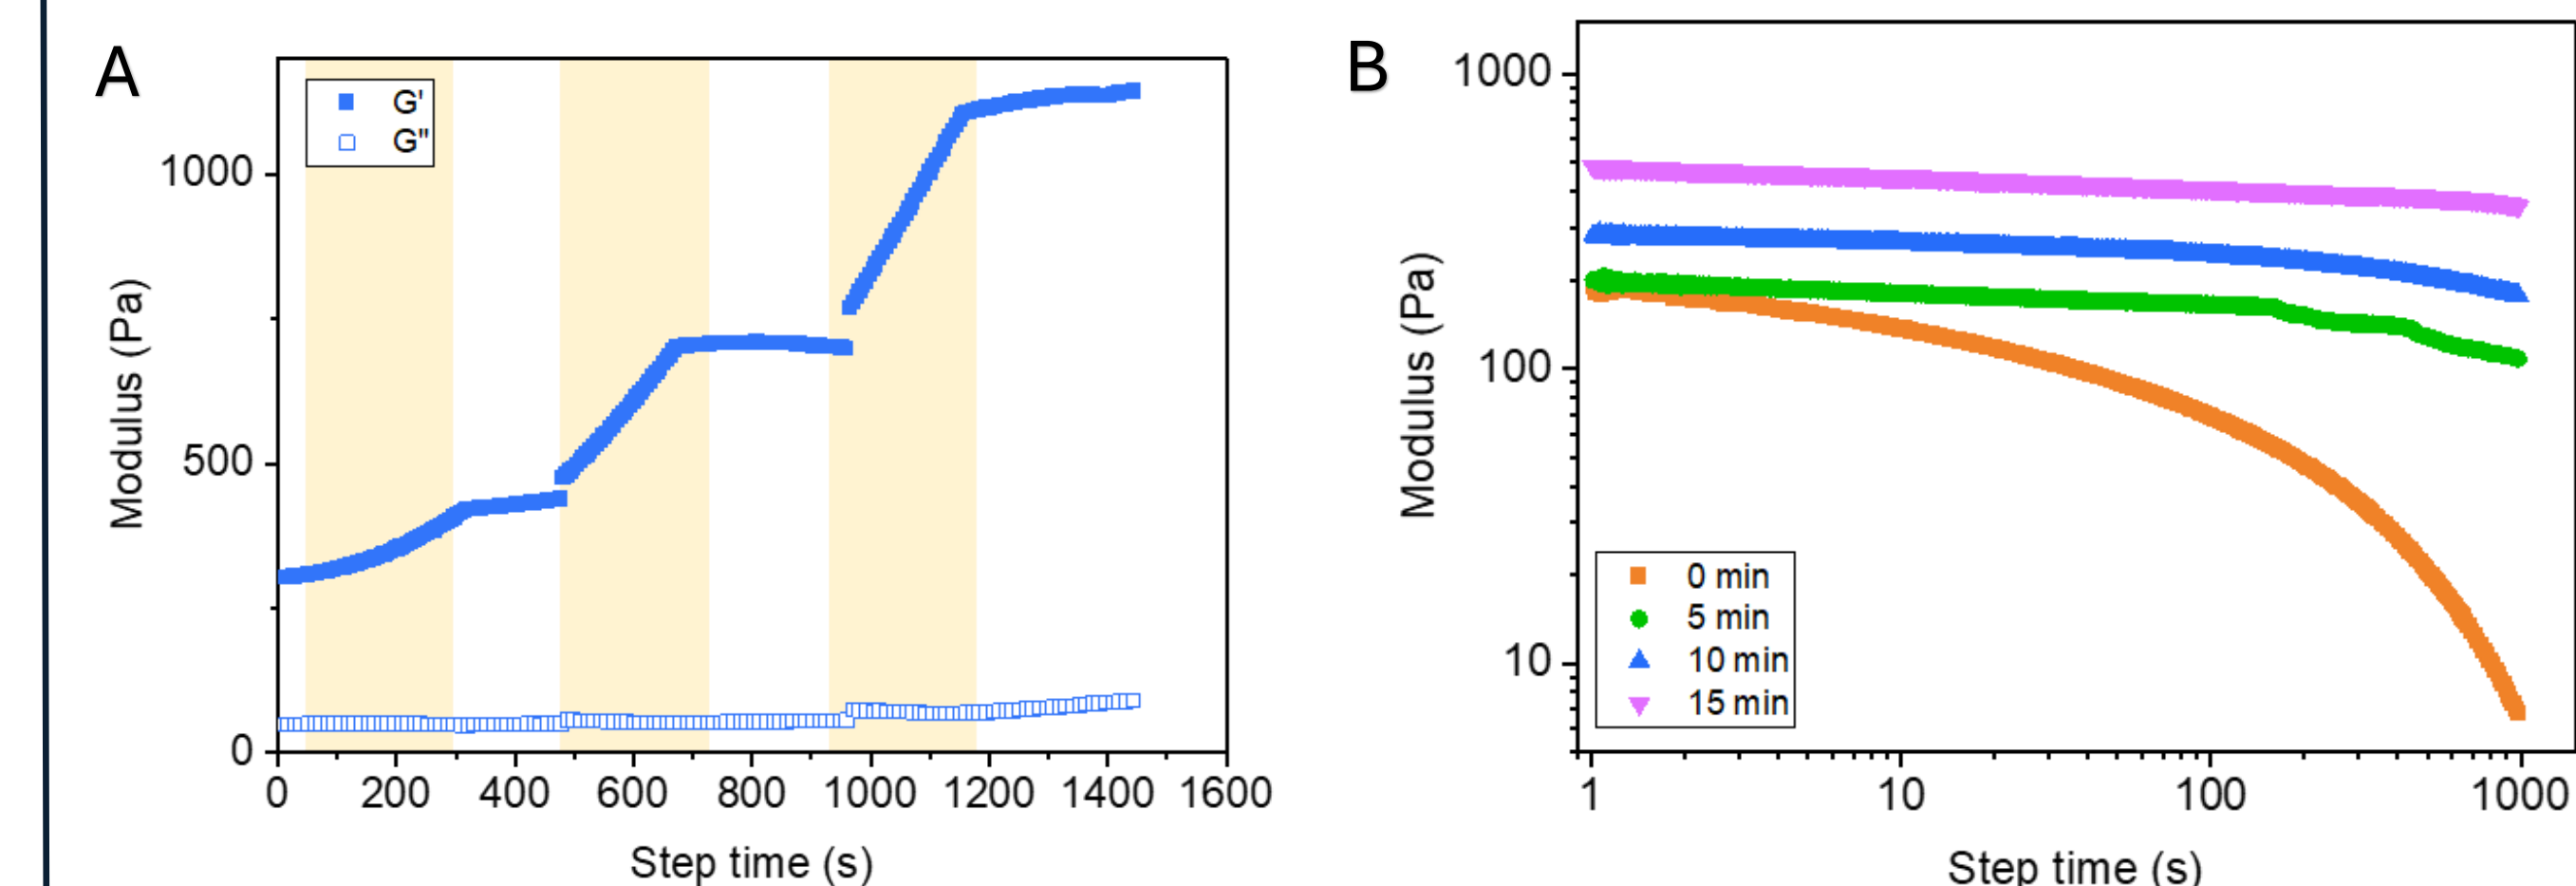 A
G'
G"
1000
500
0
Modulus (Pa)
0 200 400 600 800 1000 1200 1400 1600
Step time (s)
B
1000
100
10
Modulus (Pa)
0 min
5 min
10 min
15 min
1 10 100 1000
Step time (s)